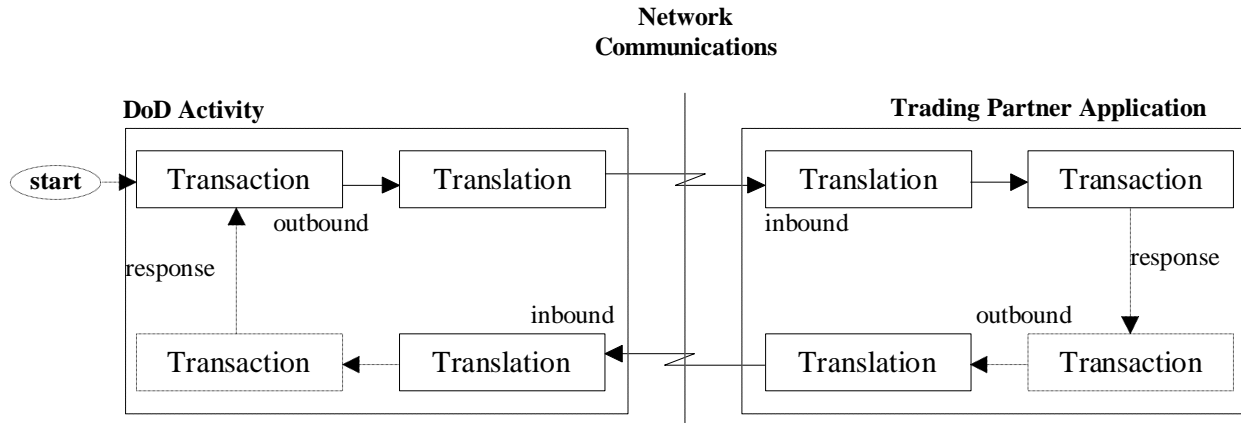 Network
Communications
DoD Activity
Trading Partner Application
start
Transaction
Translation
Translation
Transaction
outbound
inbound
response
response
inbound
outbound
Transaction
Translation
Translation
Transaction